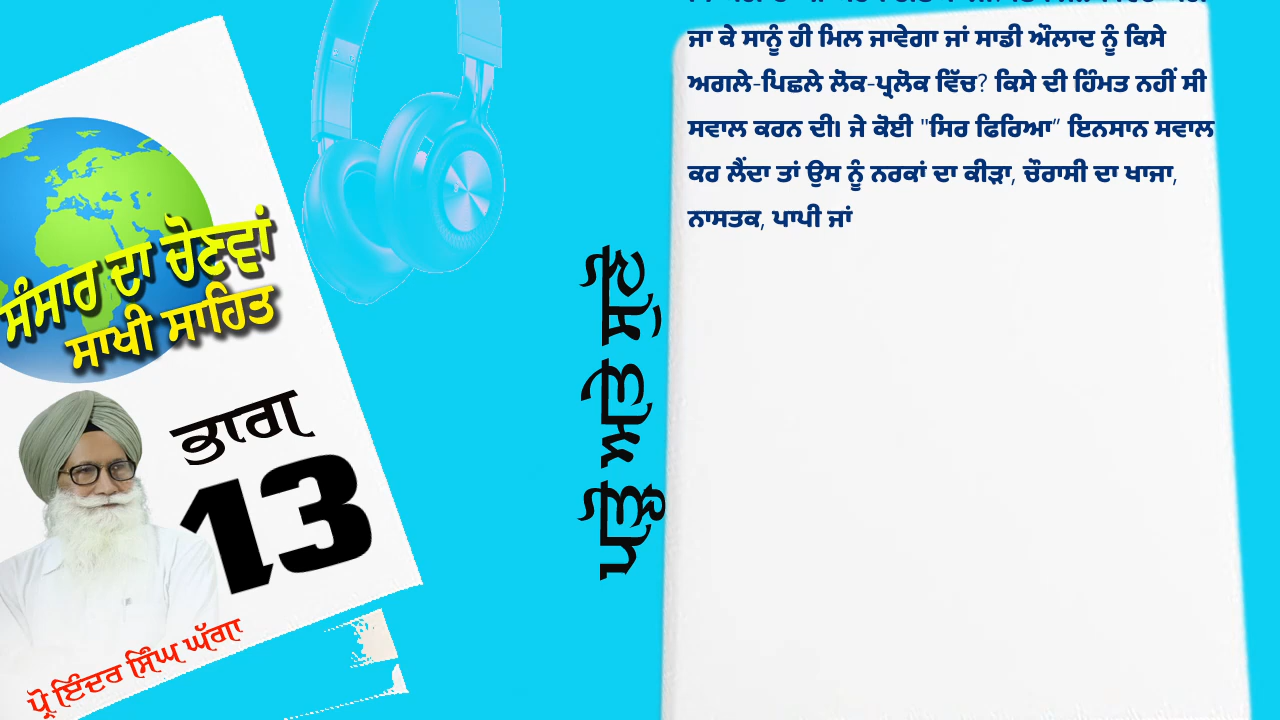 ਸੰਸਾਰ ਦਾ ਚੋਣਵਾਂ
ਸਾਖੀ ਸਾਹਿਤ
ਭਾਗ
13
ਪ੍ਰੋ ਇੰਦਰ ਸਿੰਘ ਘੱਗਾ
ਪੜ੍ਹੋ ਅਤੇ ਸੁਣੋ
ਜਾ ਕੇ ਸਾਨੂੰ ਹੀ ਮਿਲ ਜਾਵੇਗਾ ਜਾਂ ਸਾਡੀ ਔਲਾਦ ਨੂੰ ਕਿਸੇ
ਅਗਲੇ-ਪਿਛਲੇ ਲੋਕ-ਪ੍ਰਲੋਕ ਵਿੱਚ? ਕਿਸੇ ਦੀ ਹਿੰਮਤ ਨਹੀਂ ਸੀ
ਸਵਾਲ ਕਰਨ ਦੀ। ਜੇ ਕੋਈ "ਸਿਰ ਫਿਰਿਆ” ਇਨਸਾਨ ਸਵਾਲ
ਕਰ ਲੈਂਦਾ ਤਾਂ ਉਸ ਨੂੰ ਨਰਕਾਂ ਦਾ ਕੀੜਾ, ਚੌਰਾਸੀ ਦਾ ਖਾਜਾ,
ਨਾਸਤਕ, ਪਾਪੀ ਜਾਂ